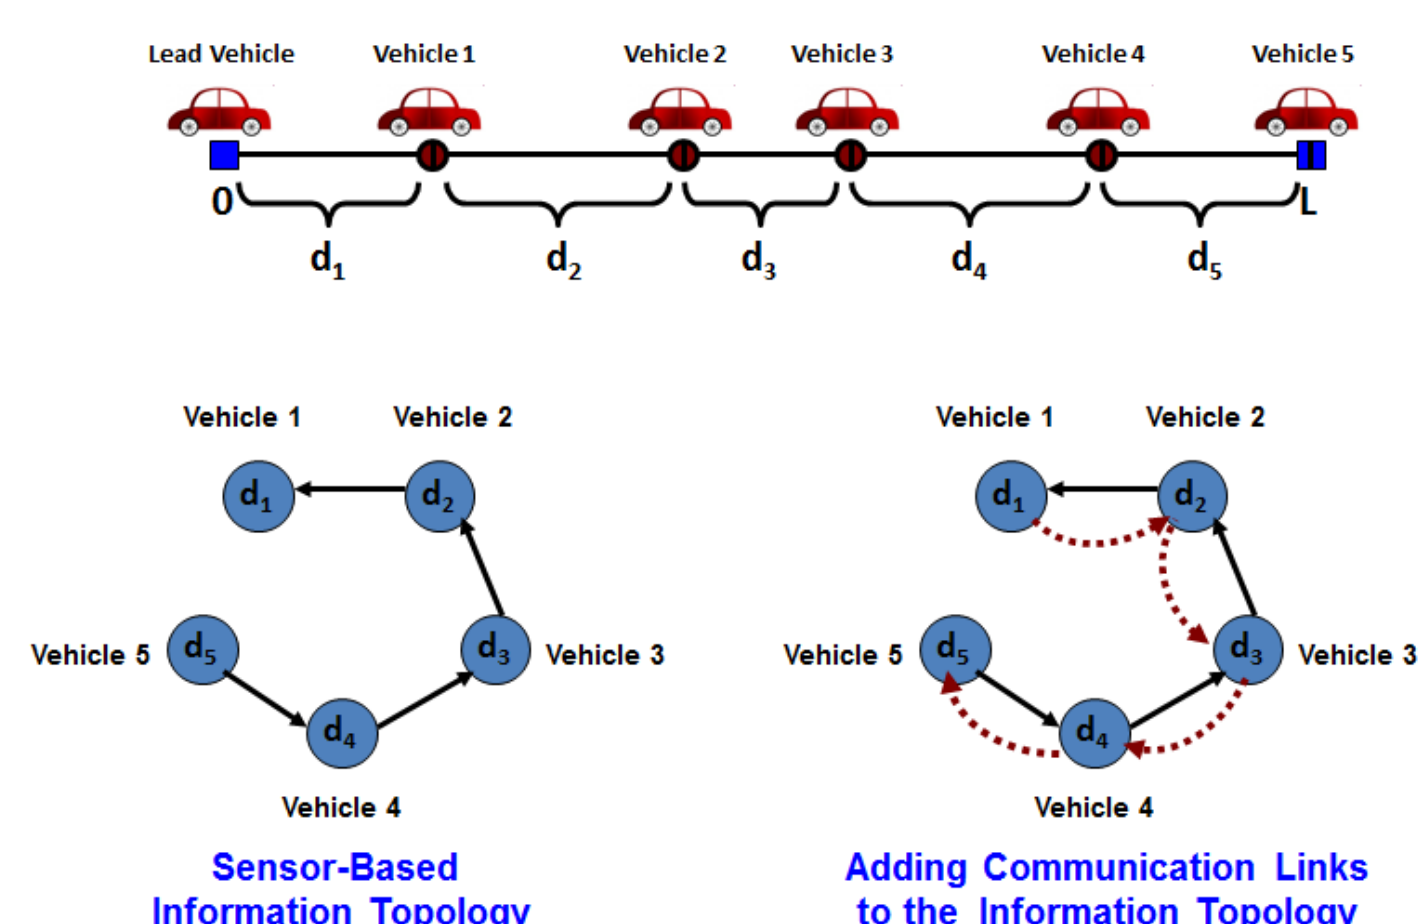 Lead Vehicle Vehicle 1 Vehicle 2 Vehicle 3 Vehicle 4 Vehicle 5
0 L
d1 d2 d3 d4 d5
Vehicle 1 Vehicle 2
d1 d2
Vehicle 5 d5 d3 Vehicle 3
d4
Vehicle 4
Sensor-Based
Information Topology
Vehicle 1 Vehicle 2
d1 d2
Vehicle 5 d5 d3 Vehicle 3
d4
Vehicle 4
Adding Communication Links
to the Information Topology